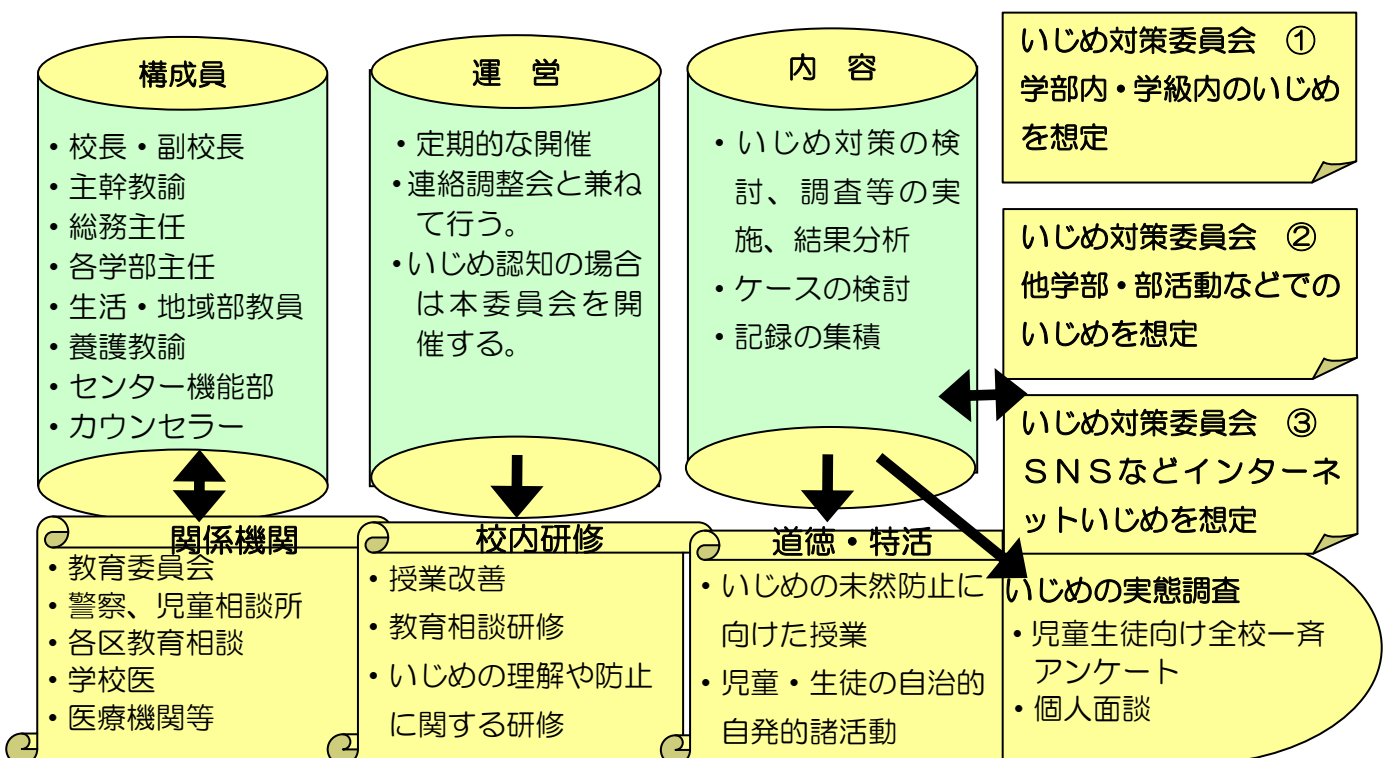 構成員
・校長・副校長
・主幹教諭
・総務主任
・各学部主任
・生活・地域部教員
・養護教諭
・センター機能部
・カウンセラー
運 営
・定期的な開催
・連絡調整会と兼ね
て行う。
・いじめ認知の場合
は本委員会を開
催する。
内 容
・いじめ対策の検
討、調査等の実
施、結果分析
・ケースの検討
・記録の集積
いじめ対策委員会 ①
学部内・学級内のいじめ
を想定
いじめ対策委員会 ②
他学部・部活動などでの
いじめを想定
いじめ対策委員会 ③
SNSなどインターネ
ットいじめを想定
関係機関
・教育委員会
・警察、児童相談所
・各区教育相談
・学校医
・医療機関等
校内研修
・授業改善
・教育相談研修
・いじめの理解や防止
に関する研修
道徳・特活
・いじめの未然防止に
向けた授業
・児童・生徒の自治的
自発的諸活動
いじめの実態調査
・児童生徒向け全校一斉
アンケート
・個人面談